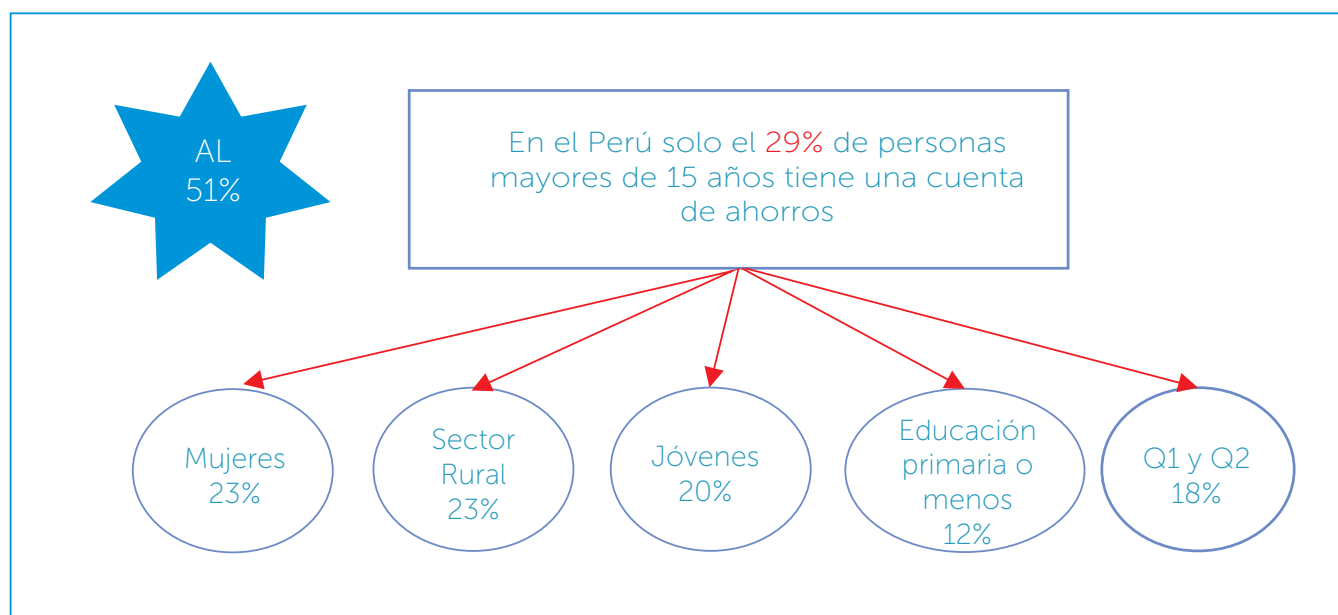 AL
51%
En el Perú solo el 29% de personas
mayores de 15 años tiene una cuenta
de ahorros
Mujeres
23%
Sector
Rural
23%
Jóvenes
20%
Educación
primaria o
menos
12%
Q1 y Q2
18%